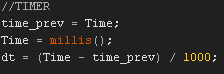 //TIMER
time_prev = Time;
Time = millis();
dt = (Time - time_prev) / 1000;